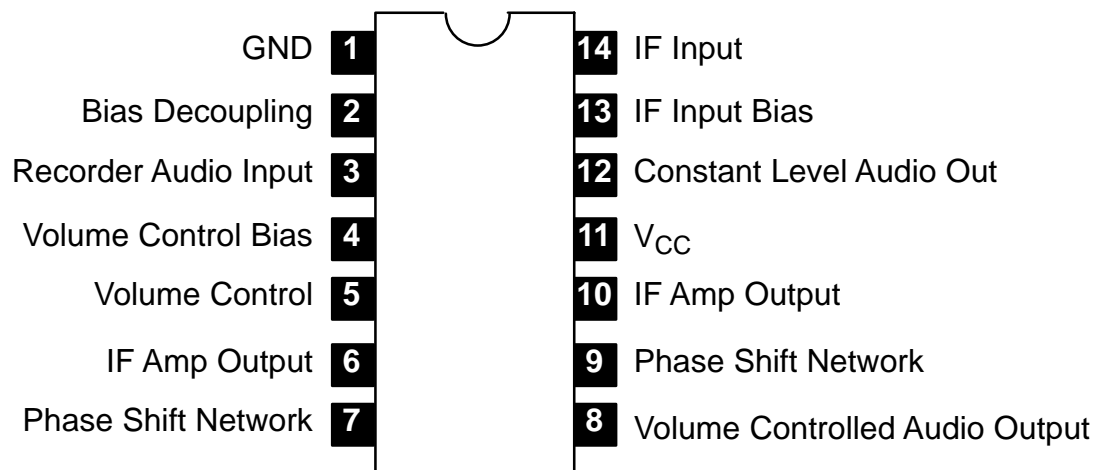 GND 1 14 IF Input
Bias Decoupling 2 13 IF Input Bias
Recorder Audio Input 3 12 Constant Level Audio Out
Volume Control Bias 4 11 VCC
Volume Control 5 10 IF Amp Output
IF Amp Output 6 9 Phase Shift Network
Phase Shift Network 7 8 Volume Controlled Audio Output